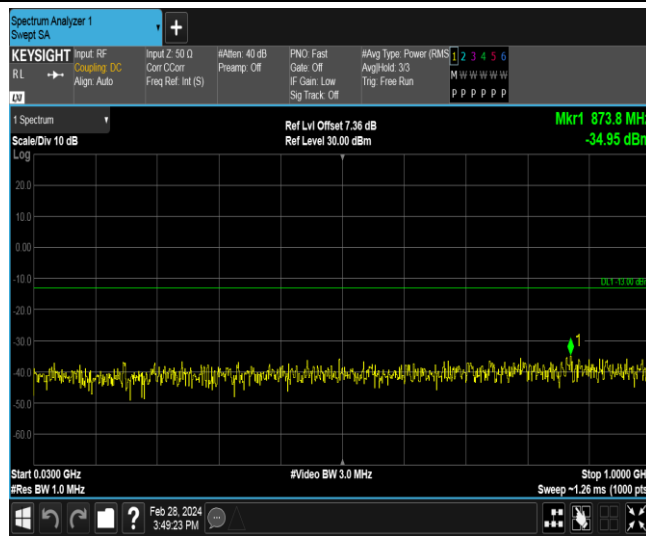 Spectrum Analyzer 1
Swept SA
+
KEYSIGHT
RL
Input: RF
Coupling: DC
Align: Auto
Input Z: 50 Ω
Corr CCorr
Freq Ref: Int (S)
#Atten: 40 dB
Preamp: Off
PNO: Fast
Gate: Off
IF Gain: Low
Sig Track: Off
#Avg Type: Power (RMS
Avg|Hold: 3/3
Trig: Free Run
1 2 3 4 5 6
M W W W W W
P P P P P P
LXI
1 Spectrum
Scale/Div 10 dB
Log
Ref Lvl Offset 7.36 dB
Ref Level 30.00 dBm
Mkr1 873.8 MHz
-34.95 dBm
20.0
10.0
0.00
-10.0
DL1 -13.00 dBm
-20.0
-30.0
1
-40.0
-50.0
-60.0
Start 0.0300 GHz
#Res BW 1.0 MHz
#Video BW 3.0 MHz
Stop 1.0000 GH
Sweep ~1.26 ms (1000 pts
?
Feb 28, 2024
3:49:23 PM